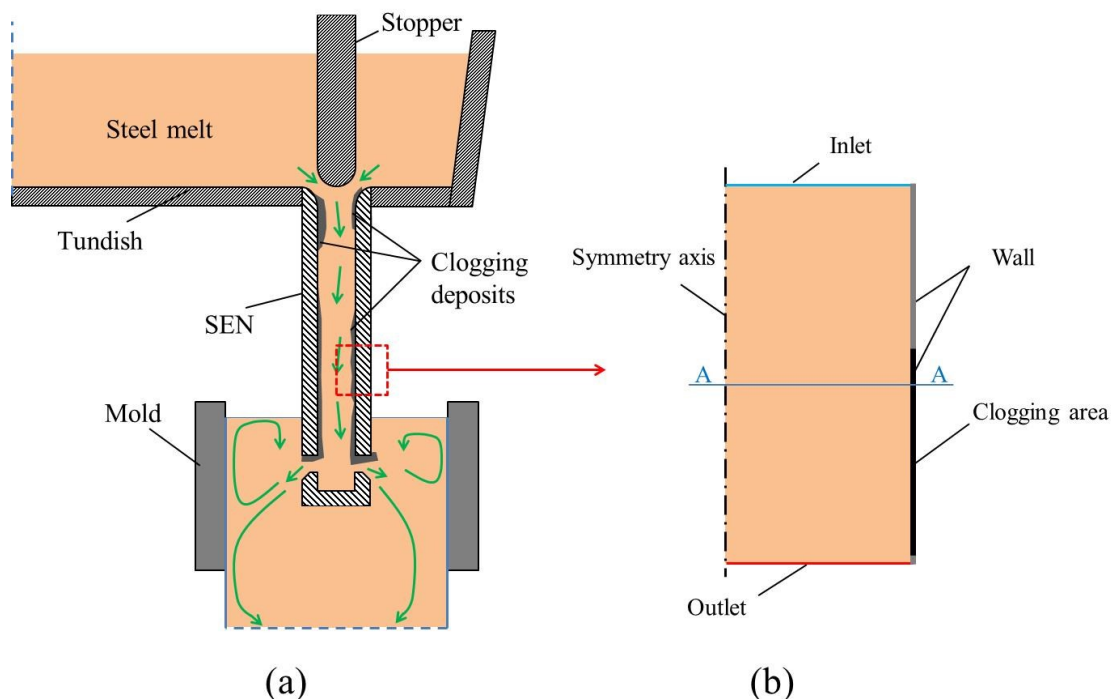 Stopper
Steel melt
Tundish
Clogging
deposits
SEN
Mold
(a)
Inlet
Symmetry axis
Wall
A
A
Clogging area
Outlet
(b)